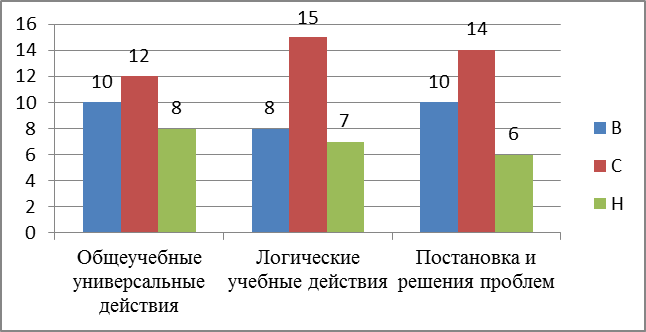 16
14
12
10
8
6
4
2
0
10
12
8
8
15
7
10
14
6
Общеучебные
универсальные
действия
Логические
учебные действия
Постановка и
решения проблем
В
С
Н